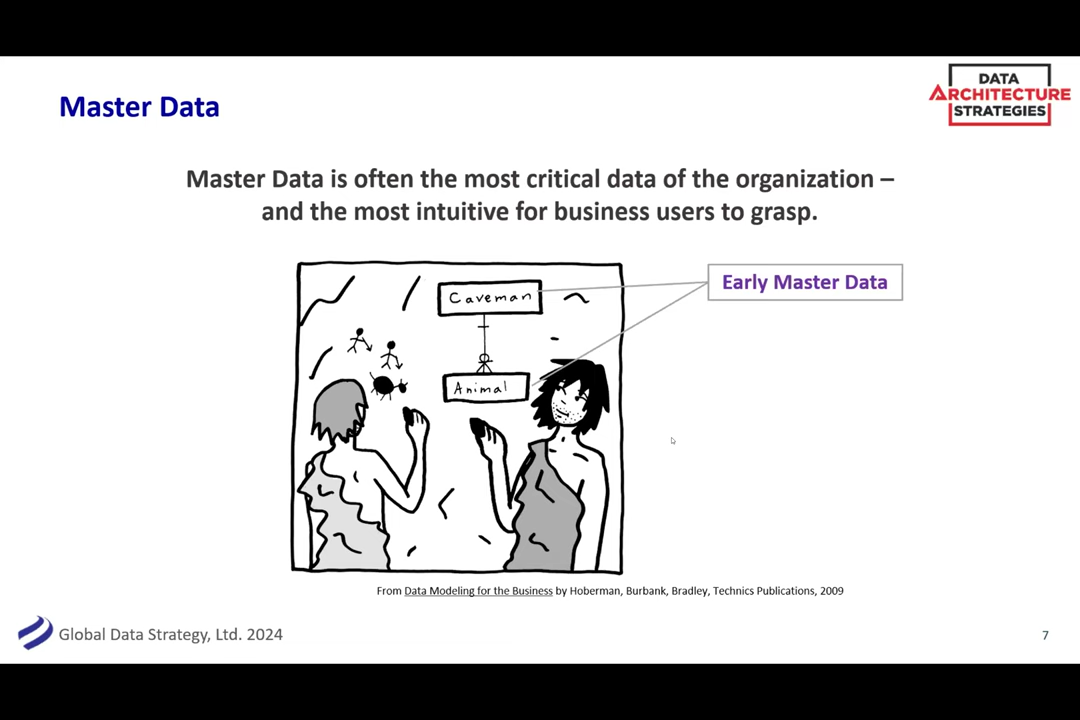 Master Data
DATA
ARCHITECTURE
STRATEGIES
Master Data is often the most critical data of the organization –
and the most intuitive for business users to grasp.
Caveman
Early Master Data
Animal
From Data Modeling for the Business by Hoberman, Burbank, Bradley, Technics Publications, 2009
Global Data Strategy, Ltd. 2024
7